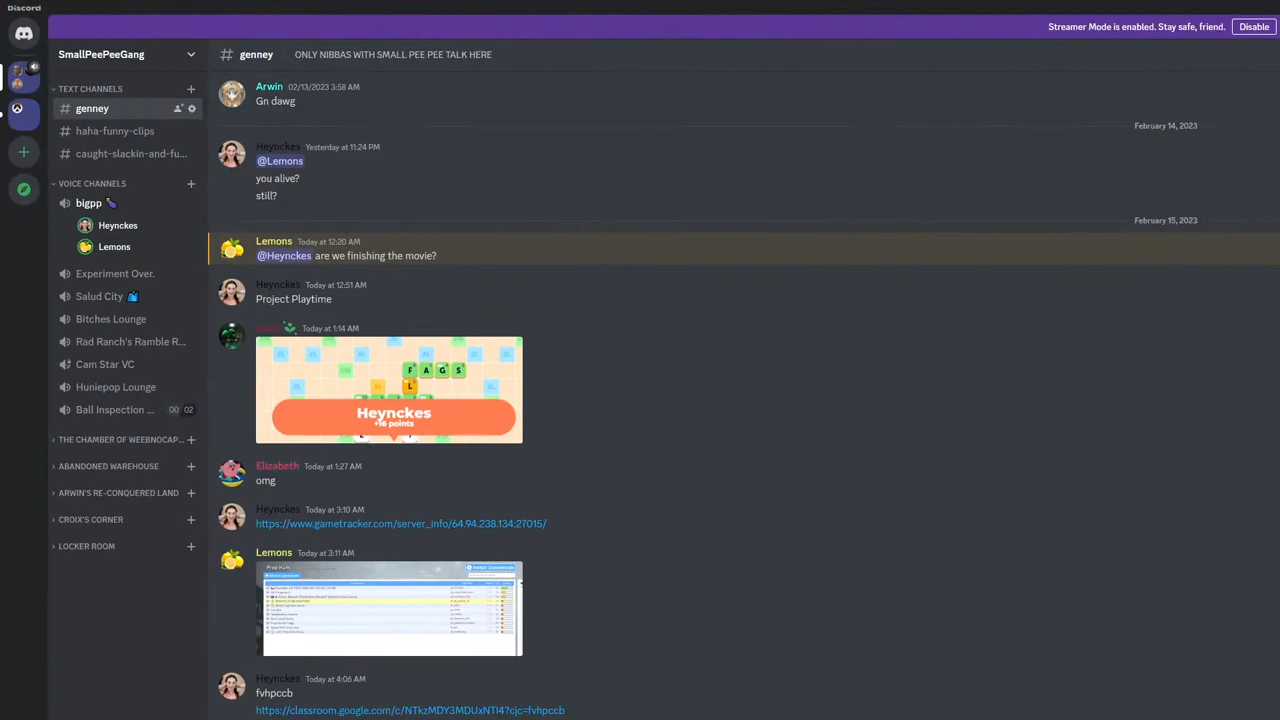 Discord
Streamer Mode is enabled. Stay safe, friend.
Disable
SmallPeePeeGang
genney
ONLY NIBBAS WITH SMALL PEE PEE TALK HERE
TEXT CHANNELS
genney
haha-funny-clips
caught-slackin-and-fu...
VOICE CHANNELS
bigpp
Heynckes
Lemons
Experiment Over.
Salud City
Bitches Lounge
Rad Ranch's Ramble R...
Cam Star VC
Huniepop Lounge
Ball Inspection ... 00 02
THE CHAMBER OF WEEBNOCAP...
ABANDONED WAREHOUSE
ARWIN'S RE-CONQUERED LAND
CROIX'S CORNER
LOCKER ROOM
Arwin 02/13/2023 3:58 AM
Gn dawg
February 14, 2023
Heynckes Yesterday at 11:24 PM
@Lemons
you alive?
still?
February 15, 2023
Lemons Today at 12:20 AM
@Heynckes are we finishing the movie?
Heynckes Today at 12:51 AM
Project Playtime
Today at 1:14 AM
FAGS
L
Heynckes
+16 points
Elizabeth Today at 1:27 AM
omg
Heynckes Today at 3:10 AM
https://www.gametracker.com/server_info/64.94.238.134:27015/
Lemons Today at 3:11 AM
Prop Hunt
Heynckes Today at 4:06 AM
fvhpccb
https://classroom.google.com/c/NTkzMDY3MDUxNTI4?cjc=fvhpccb